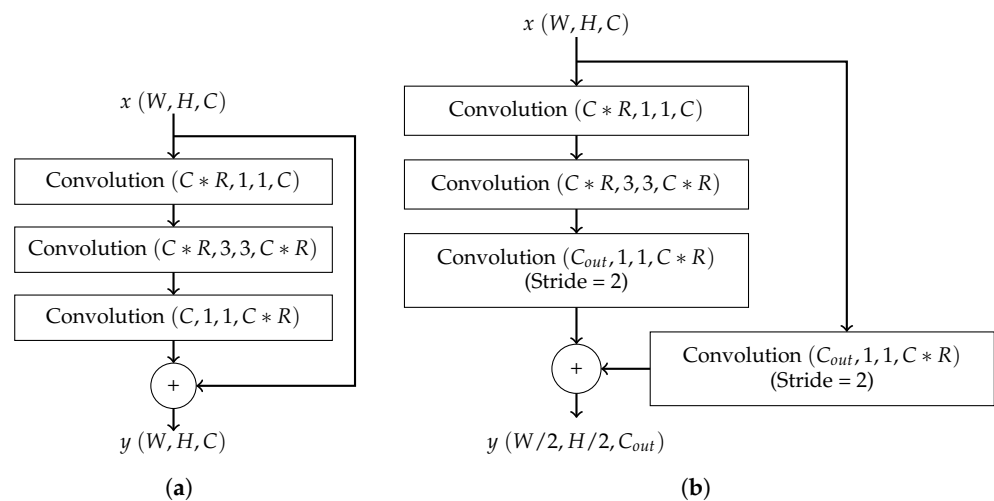 x (W, H, C)
Convolution (C ∗ R, 1, 1, C)
Convolution (C ∗ R, 3, 3, C ∗ R)
Convolution (C, 1, 1, C ∗ R)
+
y (W, H, C)
(a)
x (W, H, C)
Convolution (C ∗ R, 1, 1, C)
Convolution (C ∗ R, 3, 3, C ∗ R)
Convolution (C_out, 1, 1, C ∗ R)
(Stride = 2)
Convolution (C_out, 1, 1, C ∗ R)
(Stride = 2)
+
y (W/2, H/2, C_out)
(b)